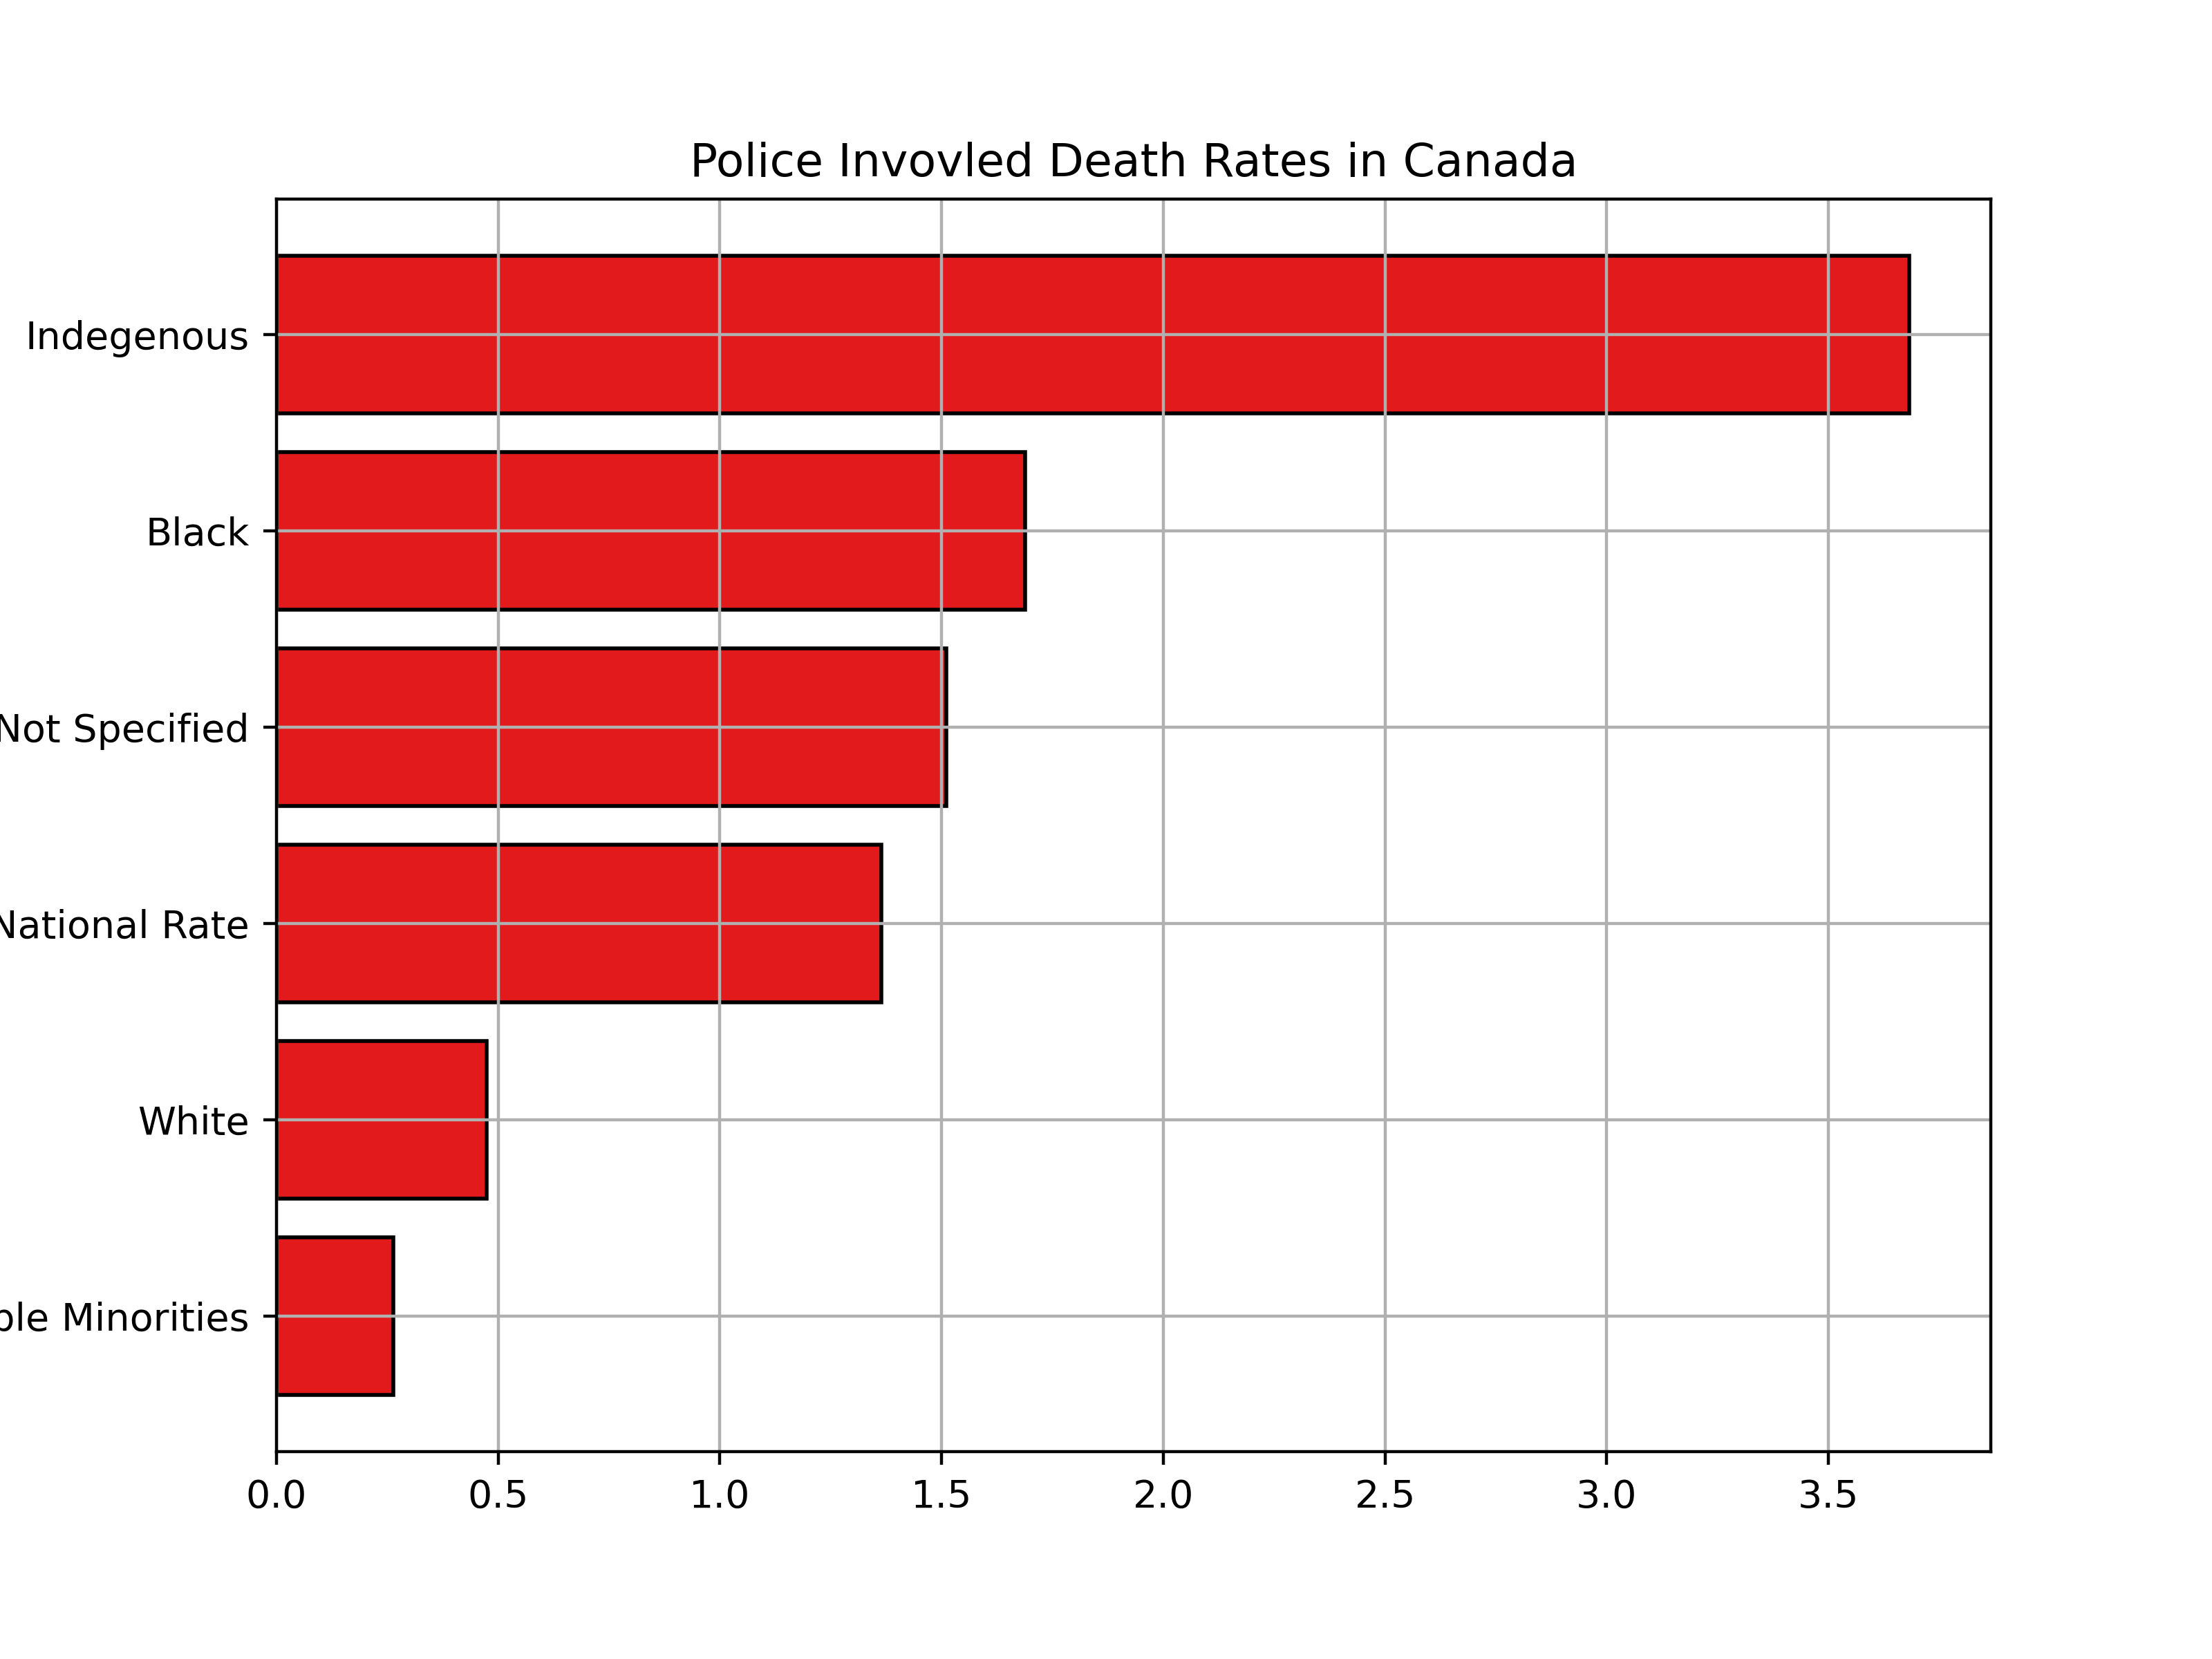 Police Invovled Death Rates in Canada
Indegenous
Black
Not Specified
National Rate
White
Minorities
0.0 0.5 1.0 1.5 2.0 2.5 3.0 3.5